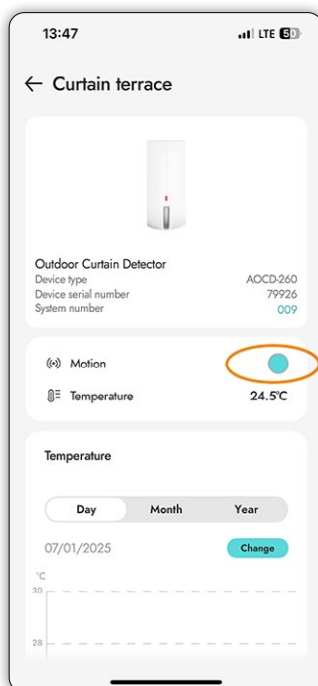 13:47 LTE 50
Curtain terrace
Outdoor Curtain Detector
Device type AOCD-260
Device serial number 79926
System number 009
Motion
Temperature 24.5°C
Temperature
Day Month Year
07/01/2025 Change
°C
30
28